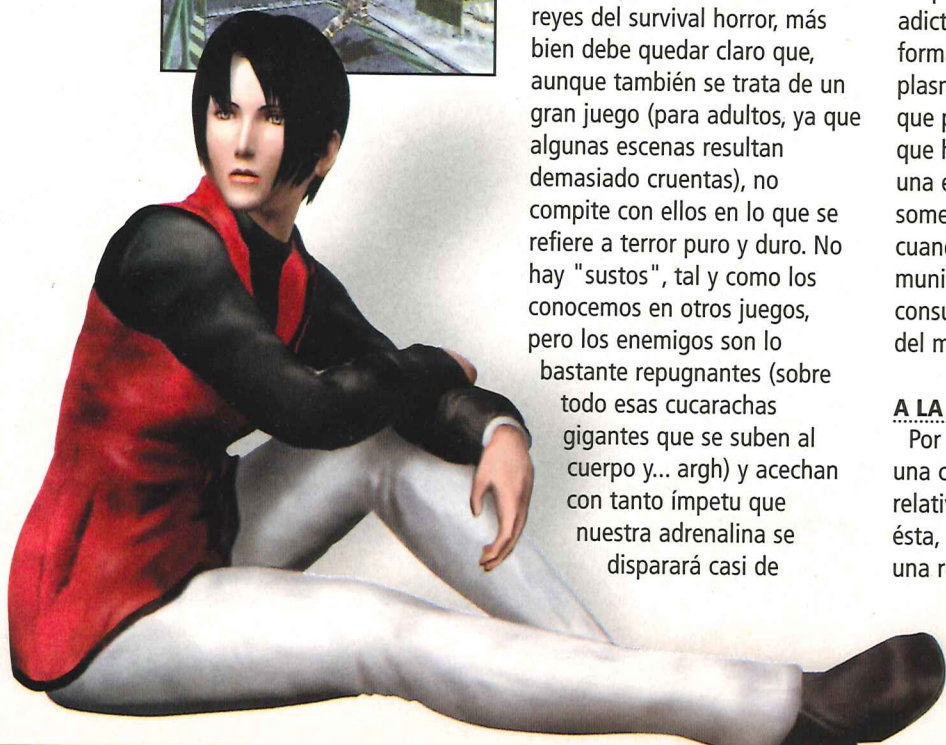 reyes del survival horror, más
bien debe quedar claro que,
aunque también se trata de un
gran juego (para adultos, ya que
algunas escenas resultan
demasiado cruentas), no
compite con ellos en lo que se
refiere a terror puro y duro. No
hay "sustos", tal y como los
conocemos en otros juegos,
pero los enemigos son lo
bastante repugnantes (sobre
todo esas cucarachas
gigantes que se suben al
cuerpo y... argh) y acechan
con tanto ímpetu que
nuestra adrenalina se
disparará casi de
adict
form
que p
que h
una e
some
cuand
muni
consu
del m
A LA
Por
una c
relati
ésta,
una r